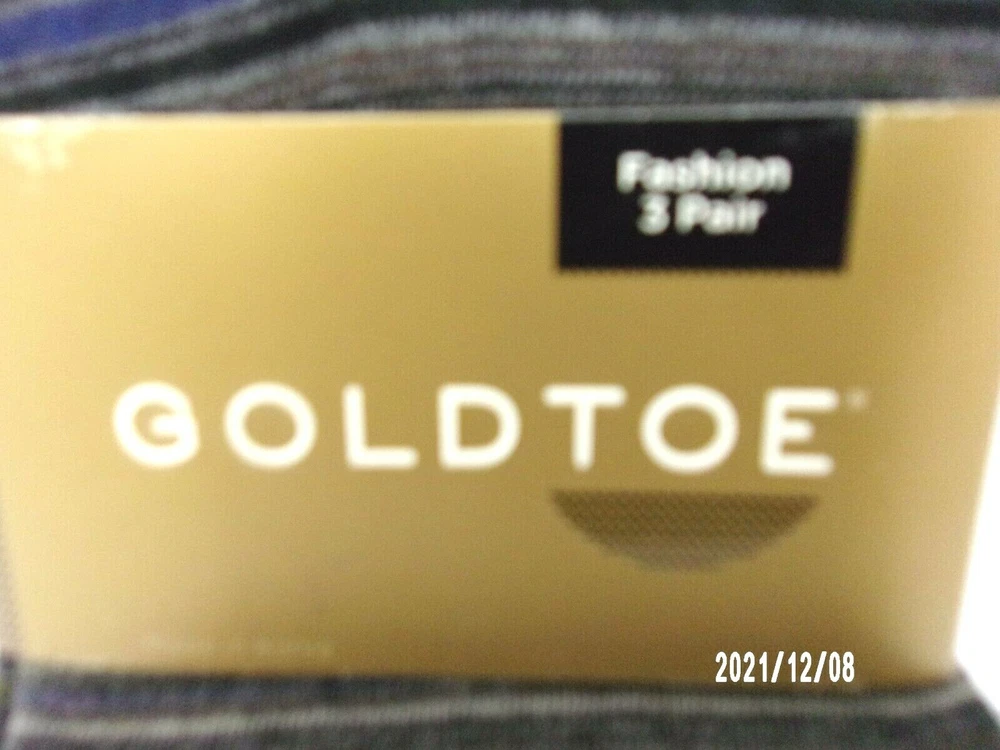 Fashion
3 Pair
GOLDTOE
2021/12/08